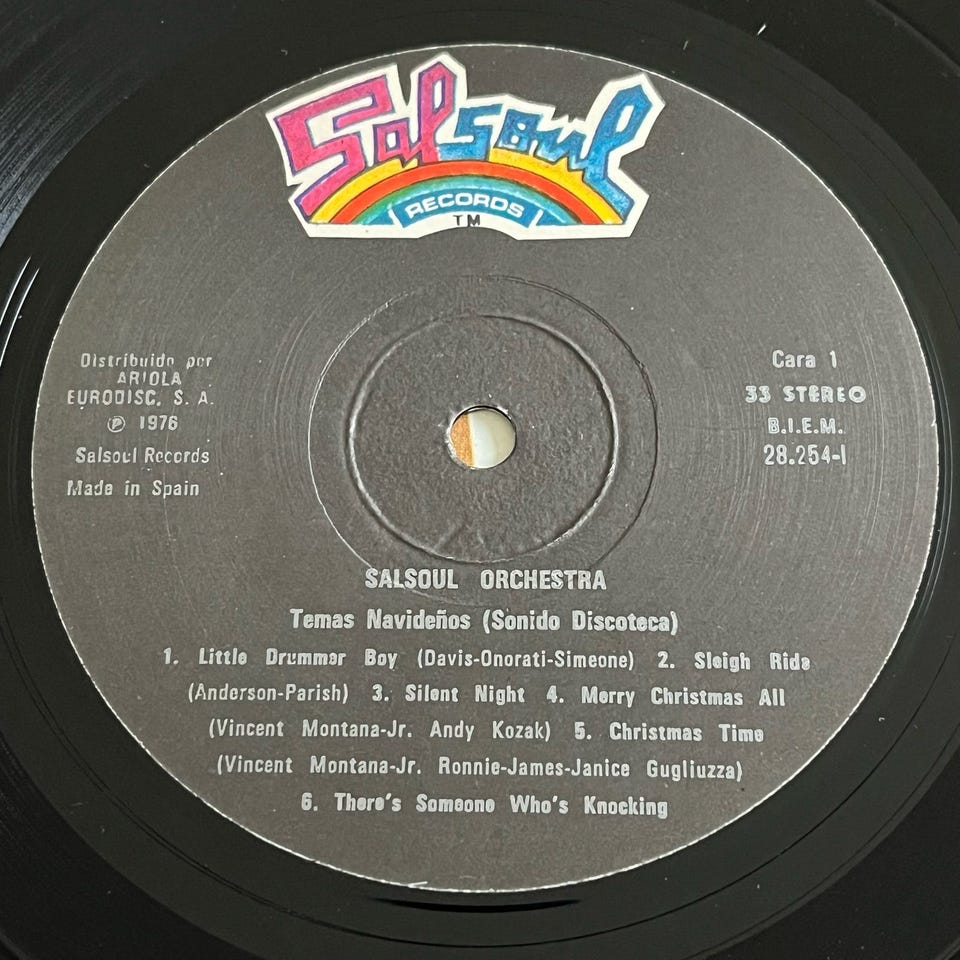 Salsoul
RECORDS
TM
Distribuido por
ARIOLA
EURODISC, S. A.
℗ 1976
Salsoul Records
Made in Spain
Cara 1
33 STEREO
B.I.E.M.
28.254-I
SALSOUL ORCHESTRA
Temas Navideños (Sonido Discoteca)
1. Little Drummer Boy (Davis-Onorati-Simeone) 2. Sleigh Ride
(Anderson-Parish) 3. Silent Night 4. Merry Christmas All
(Vincent Montana-Jr. Andy Kozak) 5. Christmas Time
(Vincent Montana-Jr. Ronnie-James-Janice Gugliuzza)
6. There's Someone Who's Knocking